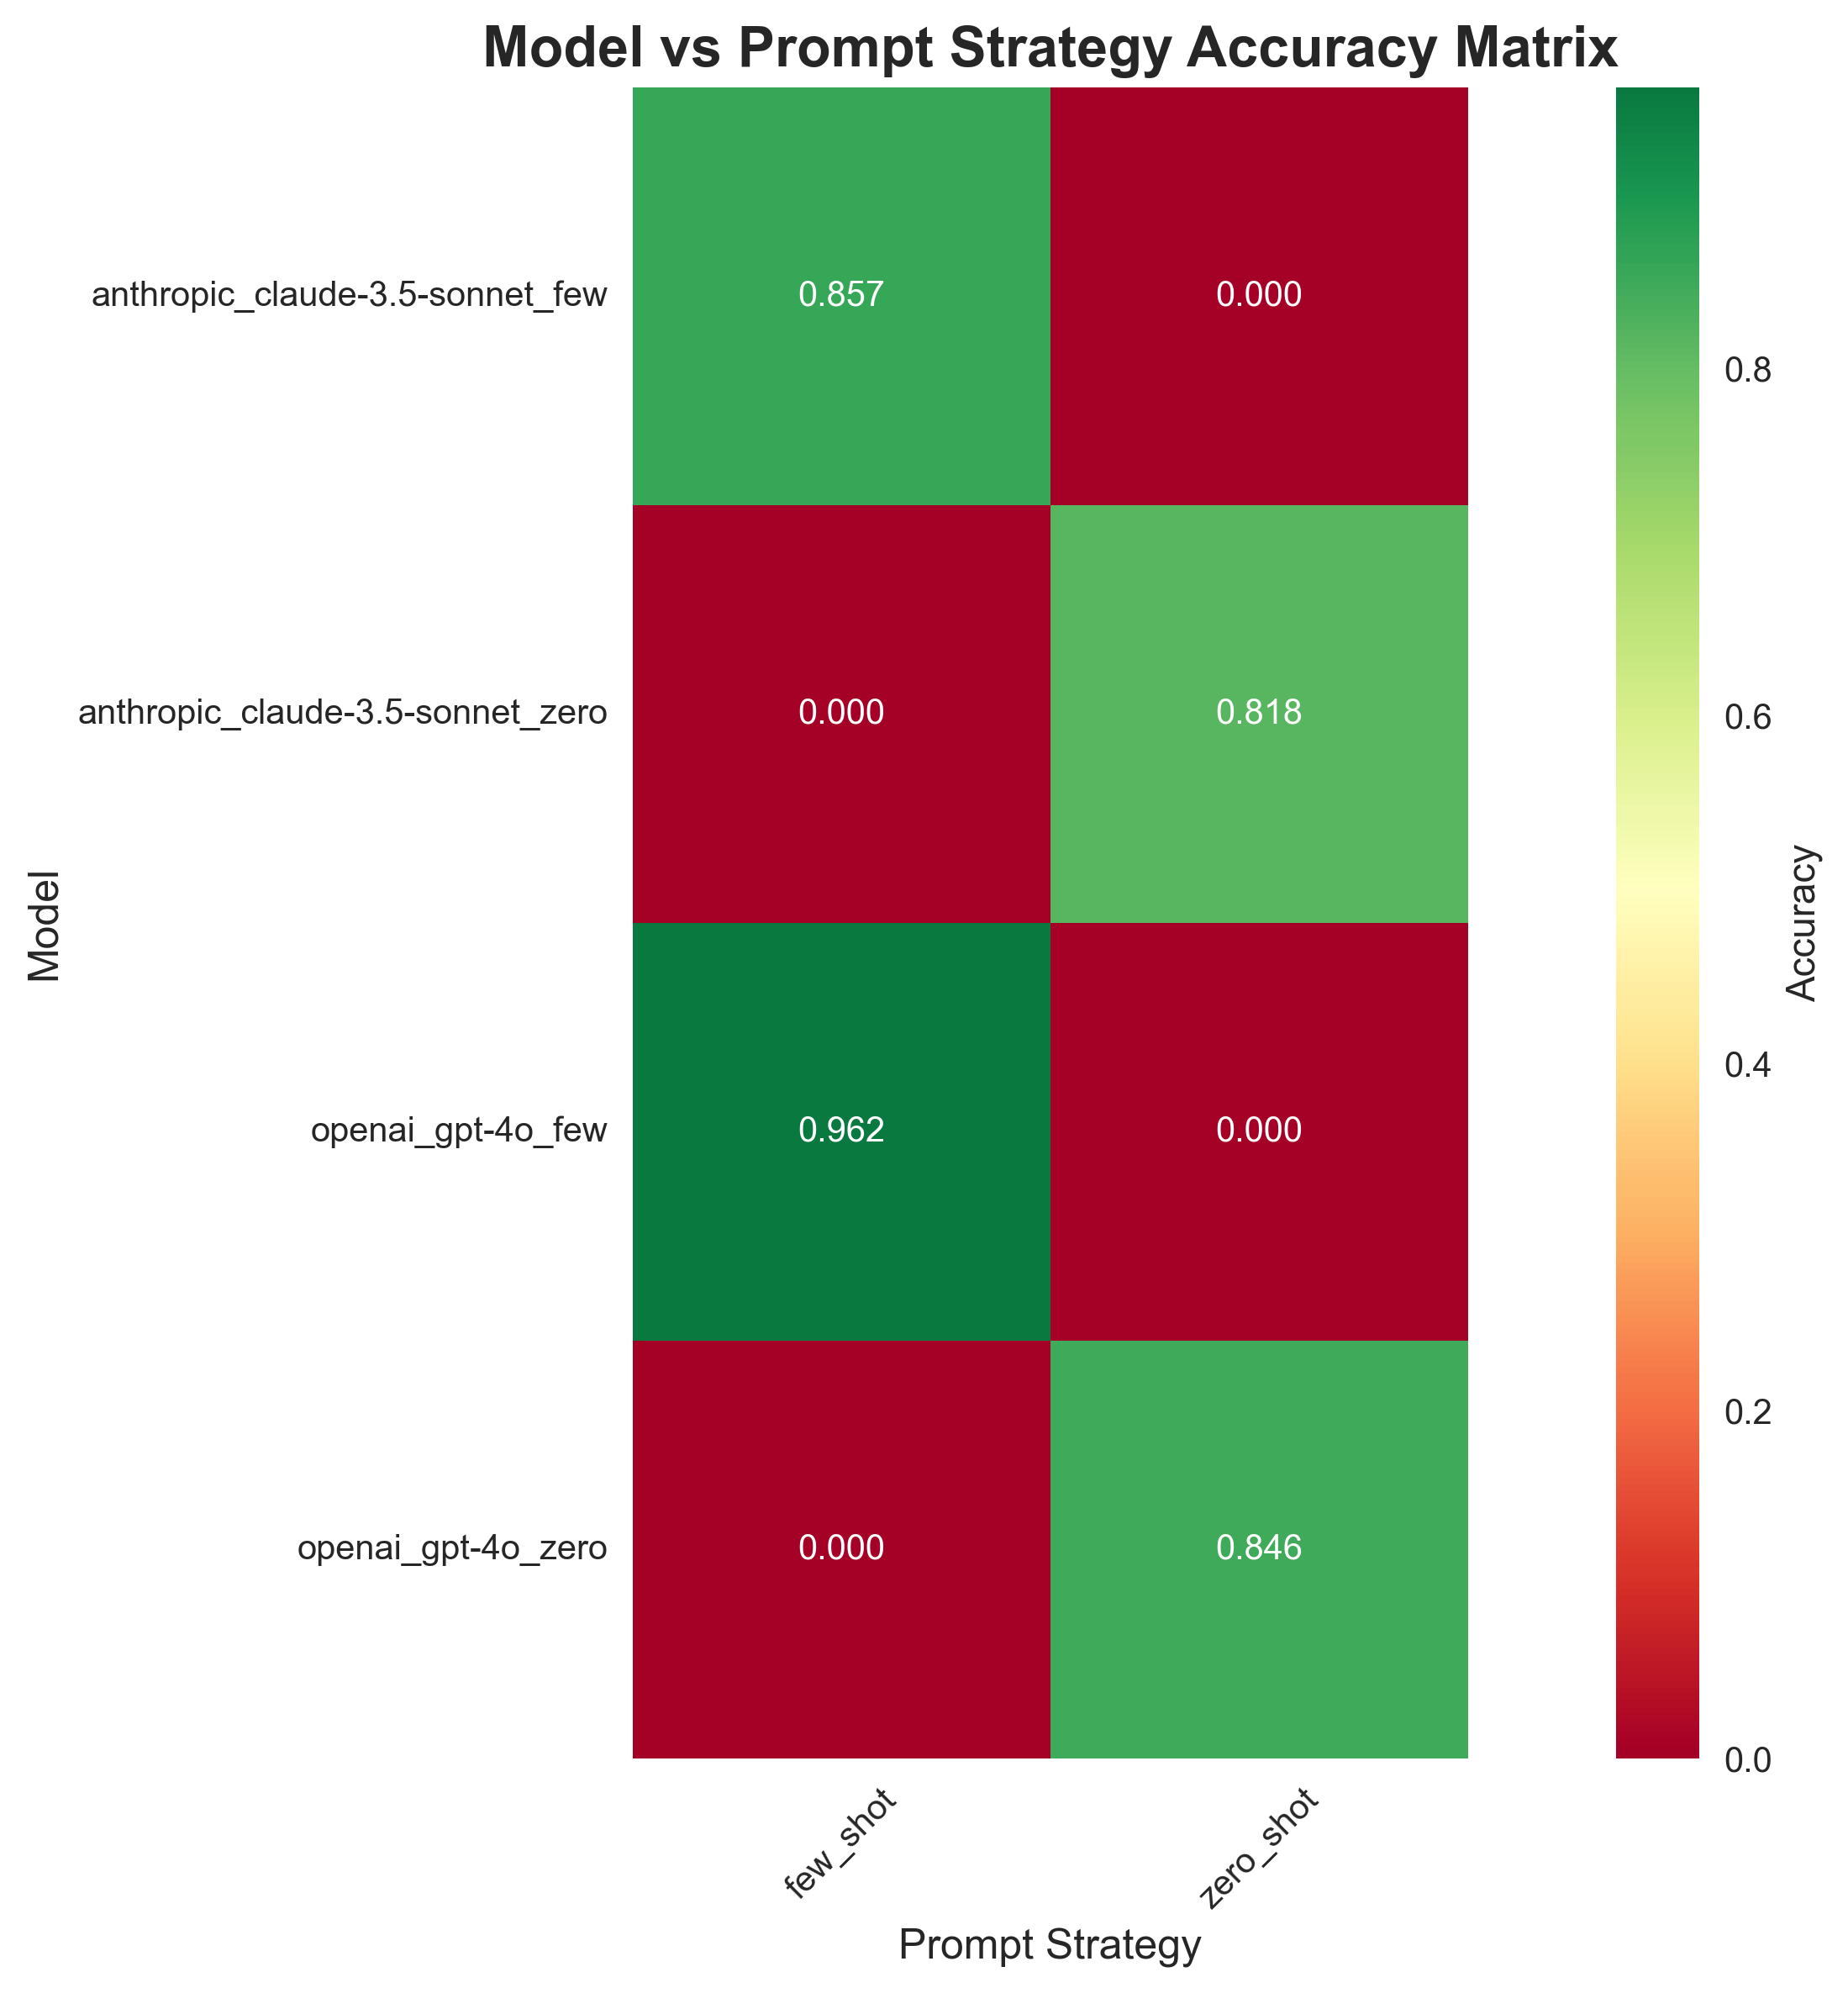 Model vs Prompt Strategy Accuracy Matrix
Model
anthropic_claude-3.5-sonnet_few
0.857
0.000
anthropic_claude-3.5-sonnet_zero
0.000
0.818
openai_gpt-4o_few
0.962
0.000
openai_gpt-4o_zero
0.000
0.846
few_shot
zero_shot
Prompt Strategy
0.8
0.6
0.4
0.2
0.0
Accuracy